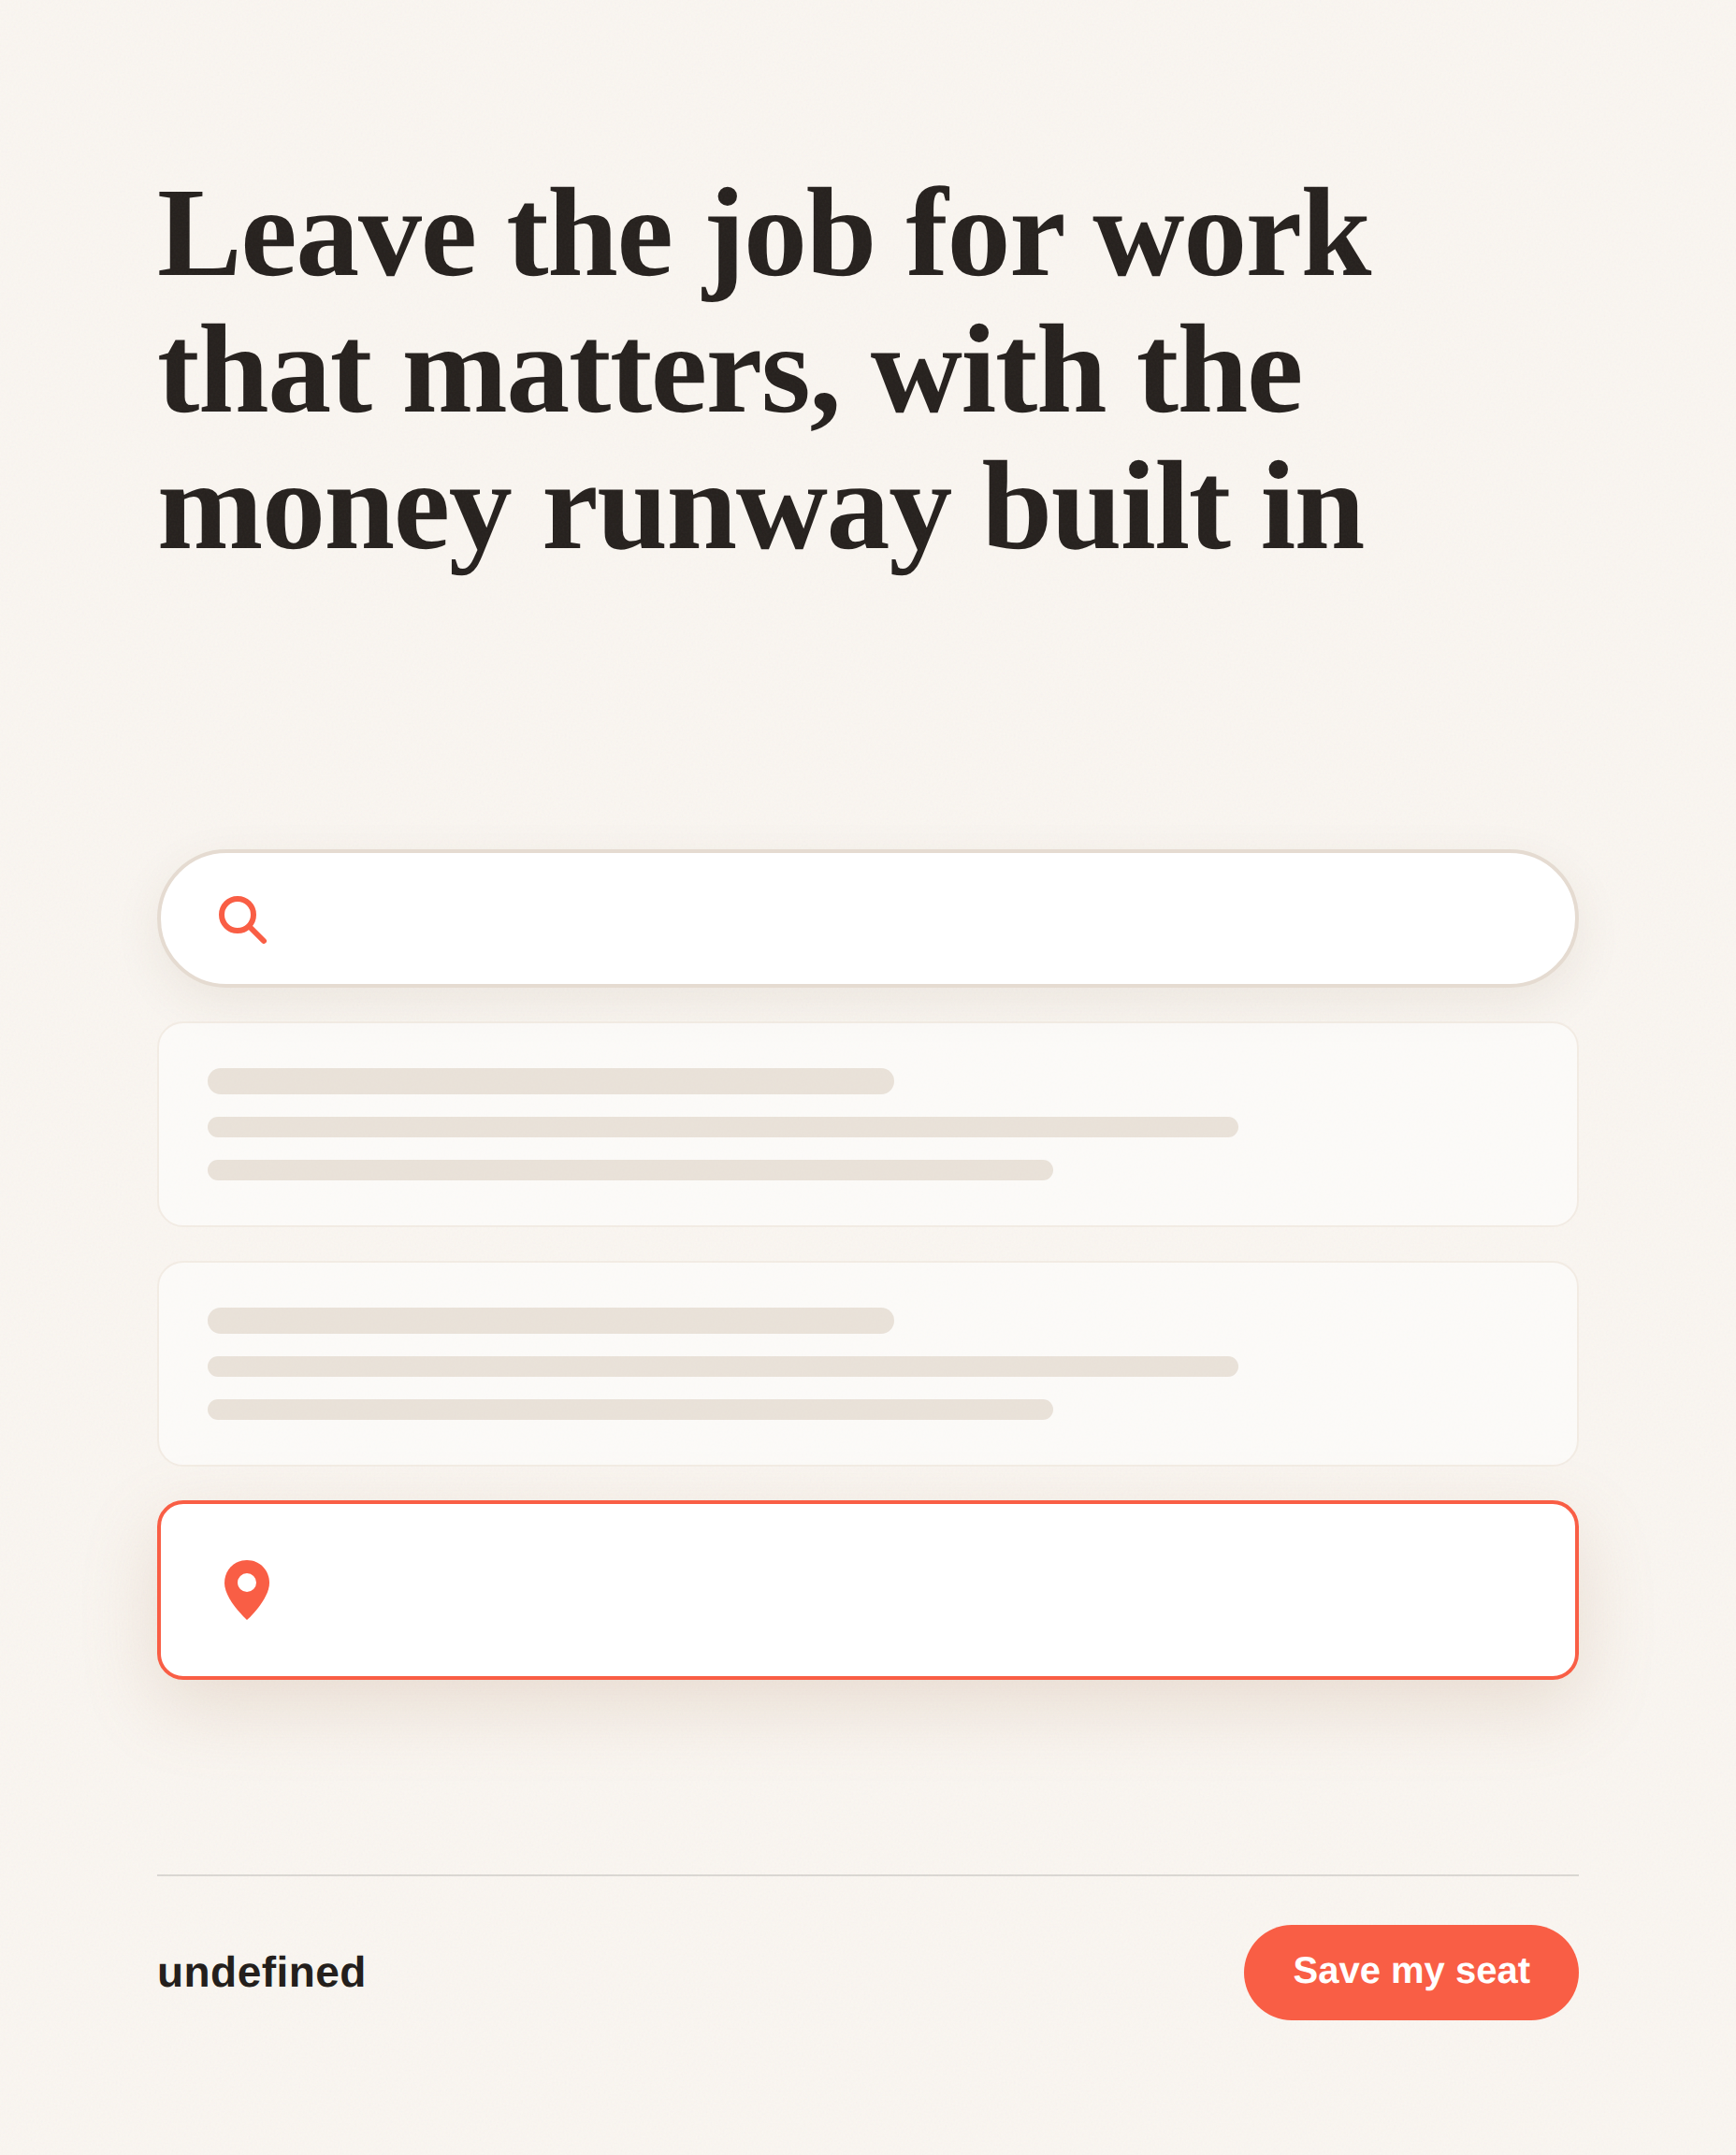 Leave the job for work
that matters, with the
money runway built in
undefined
Save my seat